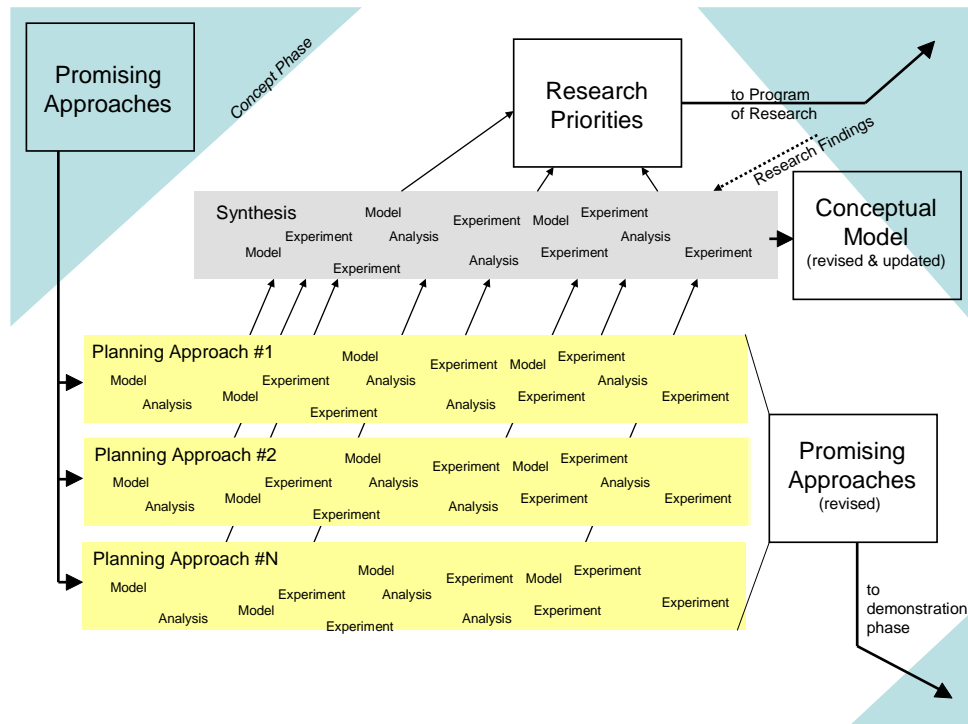 Promising
Approaches
Concept Phase
Research
Priorities
to Program
of Research
Research Findings
Conceptual
Model
(revised & updated)
Synthesis
Model
Experiment
Model
Analysis
Experiment
Experiment
Analysis
Model
Experiment
Experiment
Analysis
Experiment
Planning Approach #1
Model
Analysis
Model
Experiment
Model
Analysis
Experiment
Experiment
Analysis
Model
Experiment
Experiment
Analysis
Experiment
Planning Approach #2
Model
Analysis
Model
Experiment
Model
Analysis
Experiment
Experiment
Analysis
Model
Experiment
Experiment
Analysis
Experiment
Planning Approach #N
Model
Analysis
Model
Experiment
Model
Analysis
Experiment
Experiment
Analysis
Model
Experiment
Experiment
Experiment
Promising
Approaches
(revised)
to
demonstration
phase